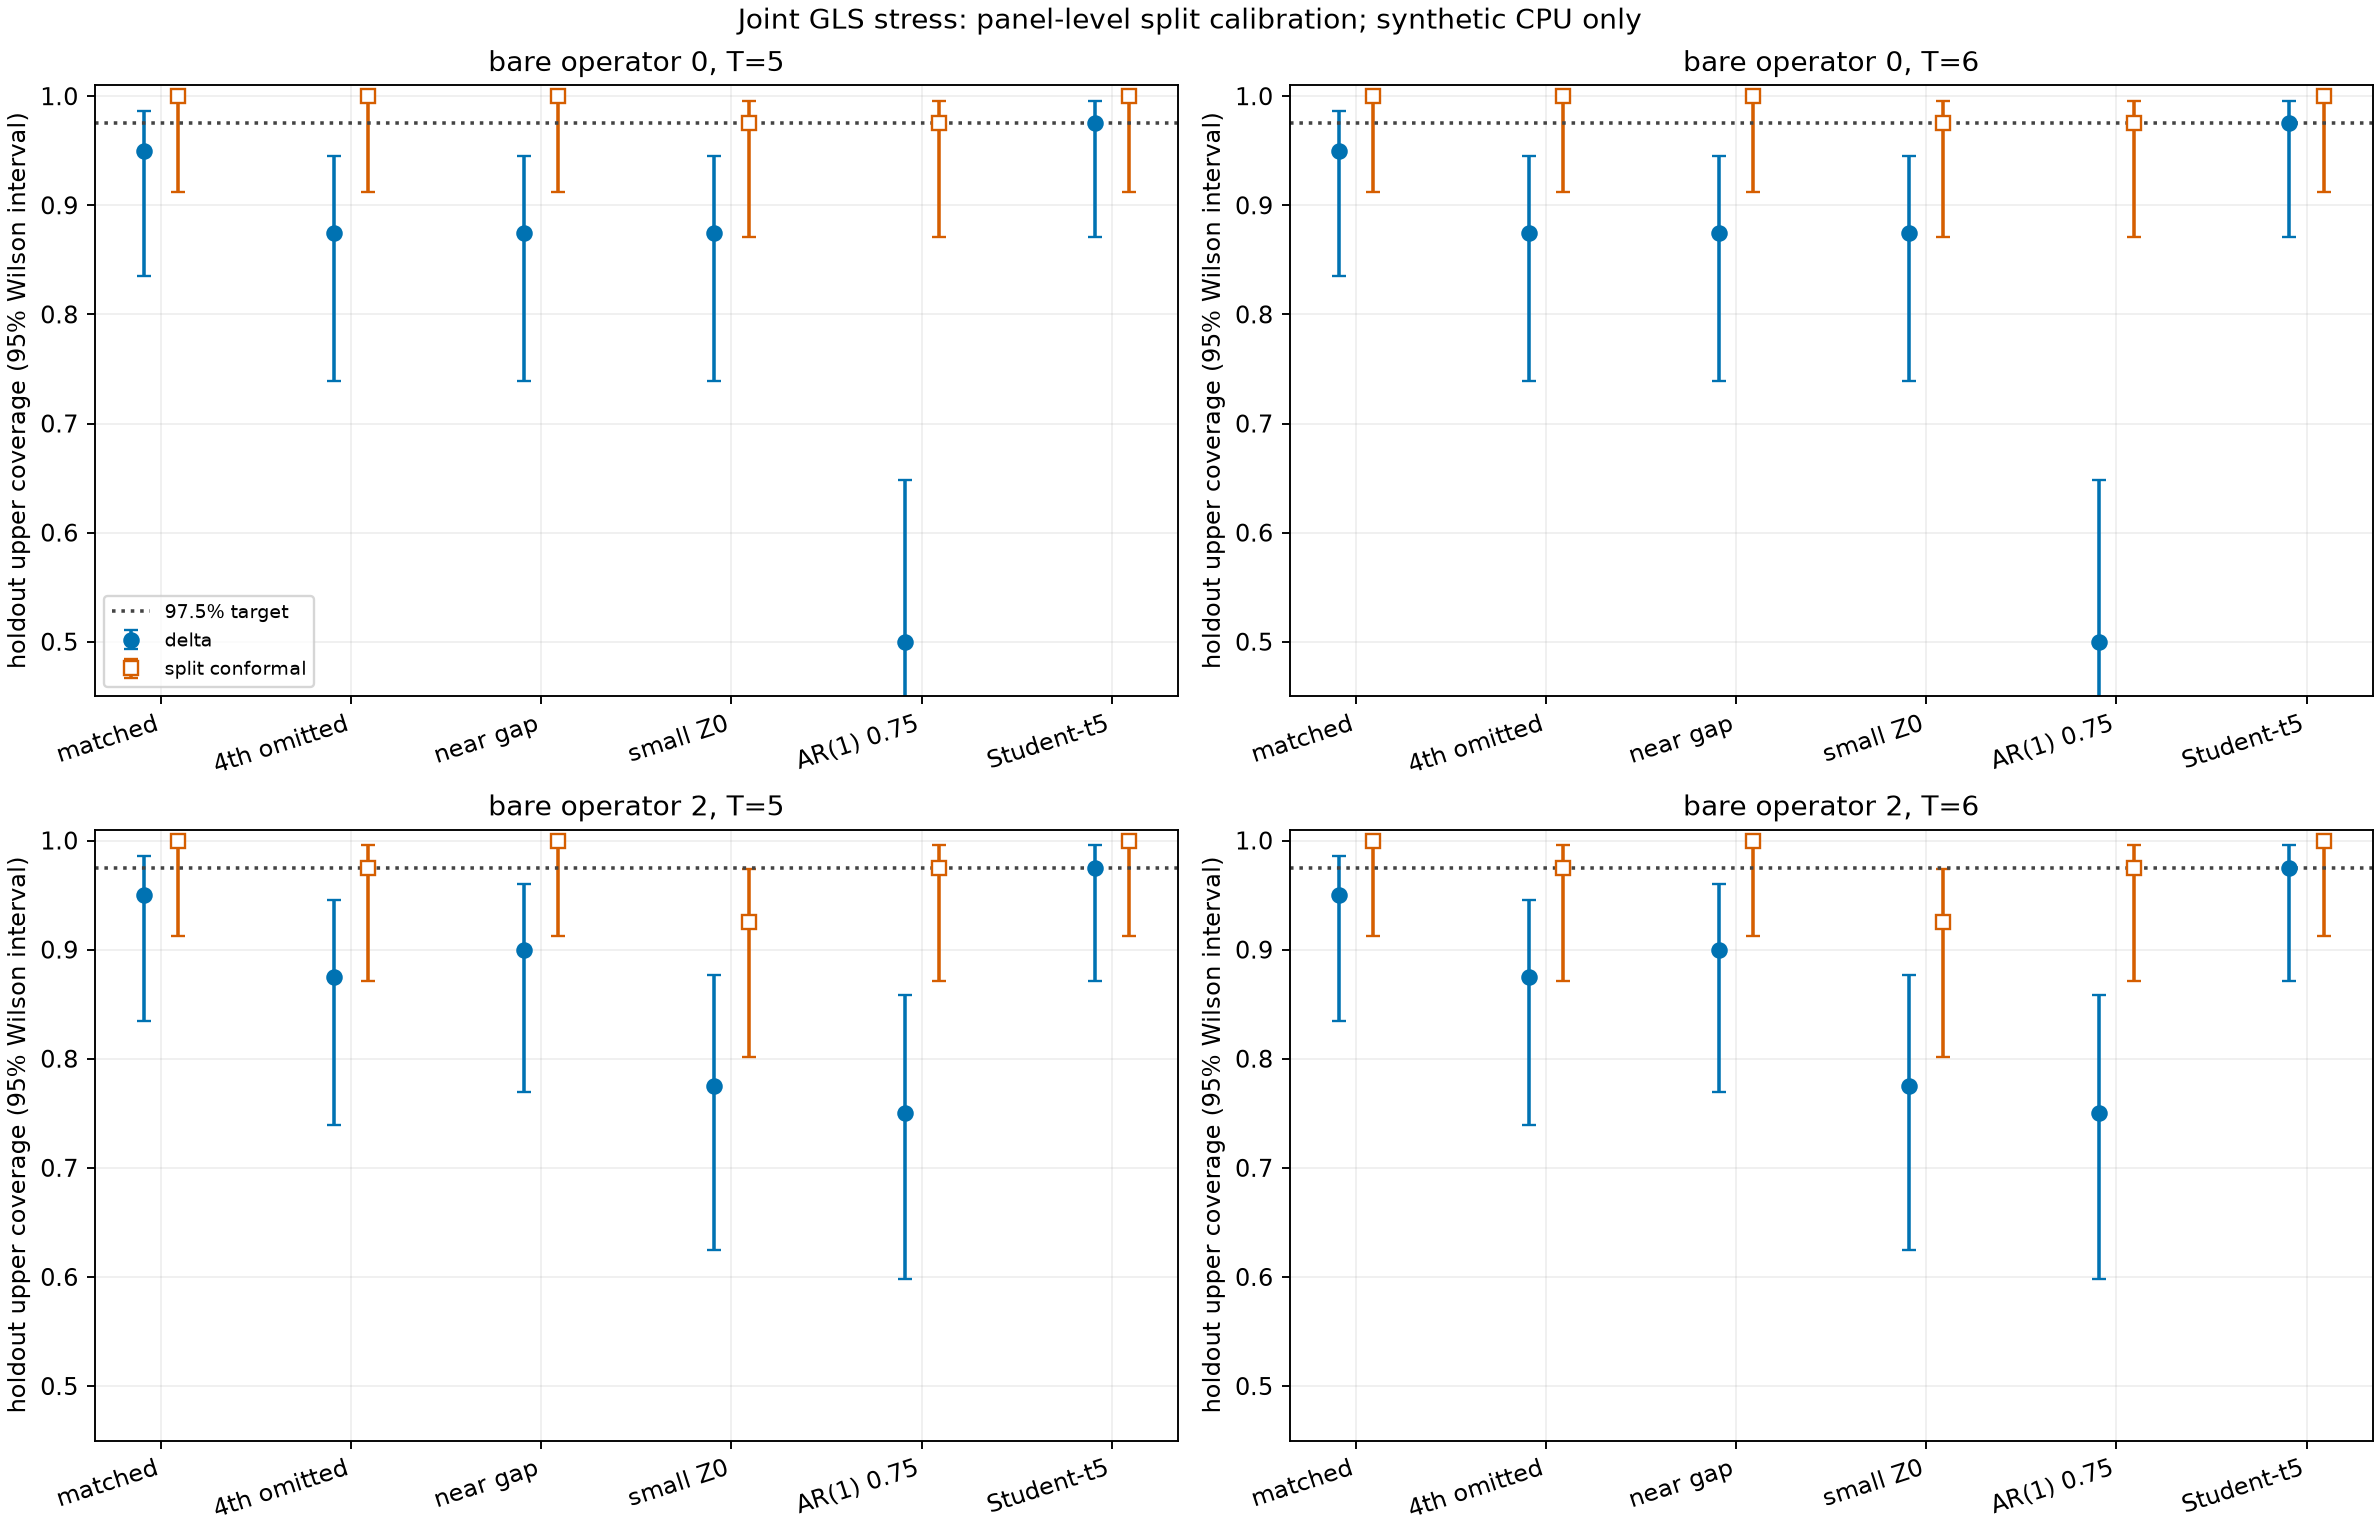 Joint GLS stress: panel-level split calibration; synthetic CPU only
bare operator 0, T=5
holdout upper coverage (95% Wilson interval)
1.0
0.9
0.8
0.7
0.6
0.5
97.5% target
delta
split conformal
matched
4th omitted
near gap
small Z0
AR(1) 0.75
Student-t5
bare operator 0, T=6
holdout upper coverage (95% Wilson interval)
1.0
0.9
0.8
0.7
0.6
0.5
matched
4th omitted
near gap
small Z0
AR(1) 0.75
Student-t5
bare operator 2, T=5
holdout upper coverage (95% Wilson interval)
1.0
0.9
0.8
0.7
0.6
0.5
matched
4th omitted
near gap
small Z0
AR(1) 0.75
Student-t5
bare operator 2, T=6
holdout upper coverage (95% Wilson interval)
1.0
0.9
0.8
0.7
0.6
0.5
matched
4th omitted
near gap
small Z0
AR(1) 0.75
Student-t5